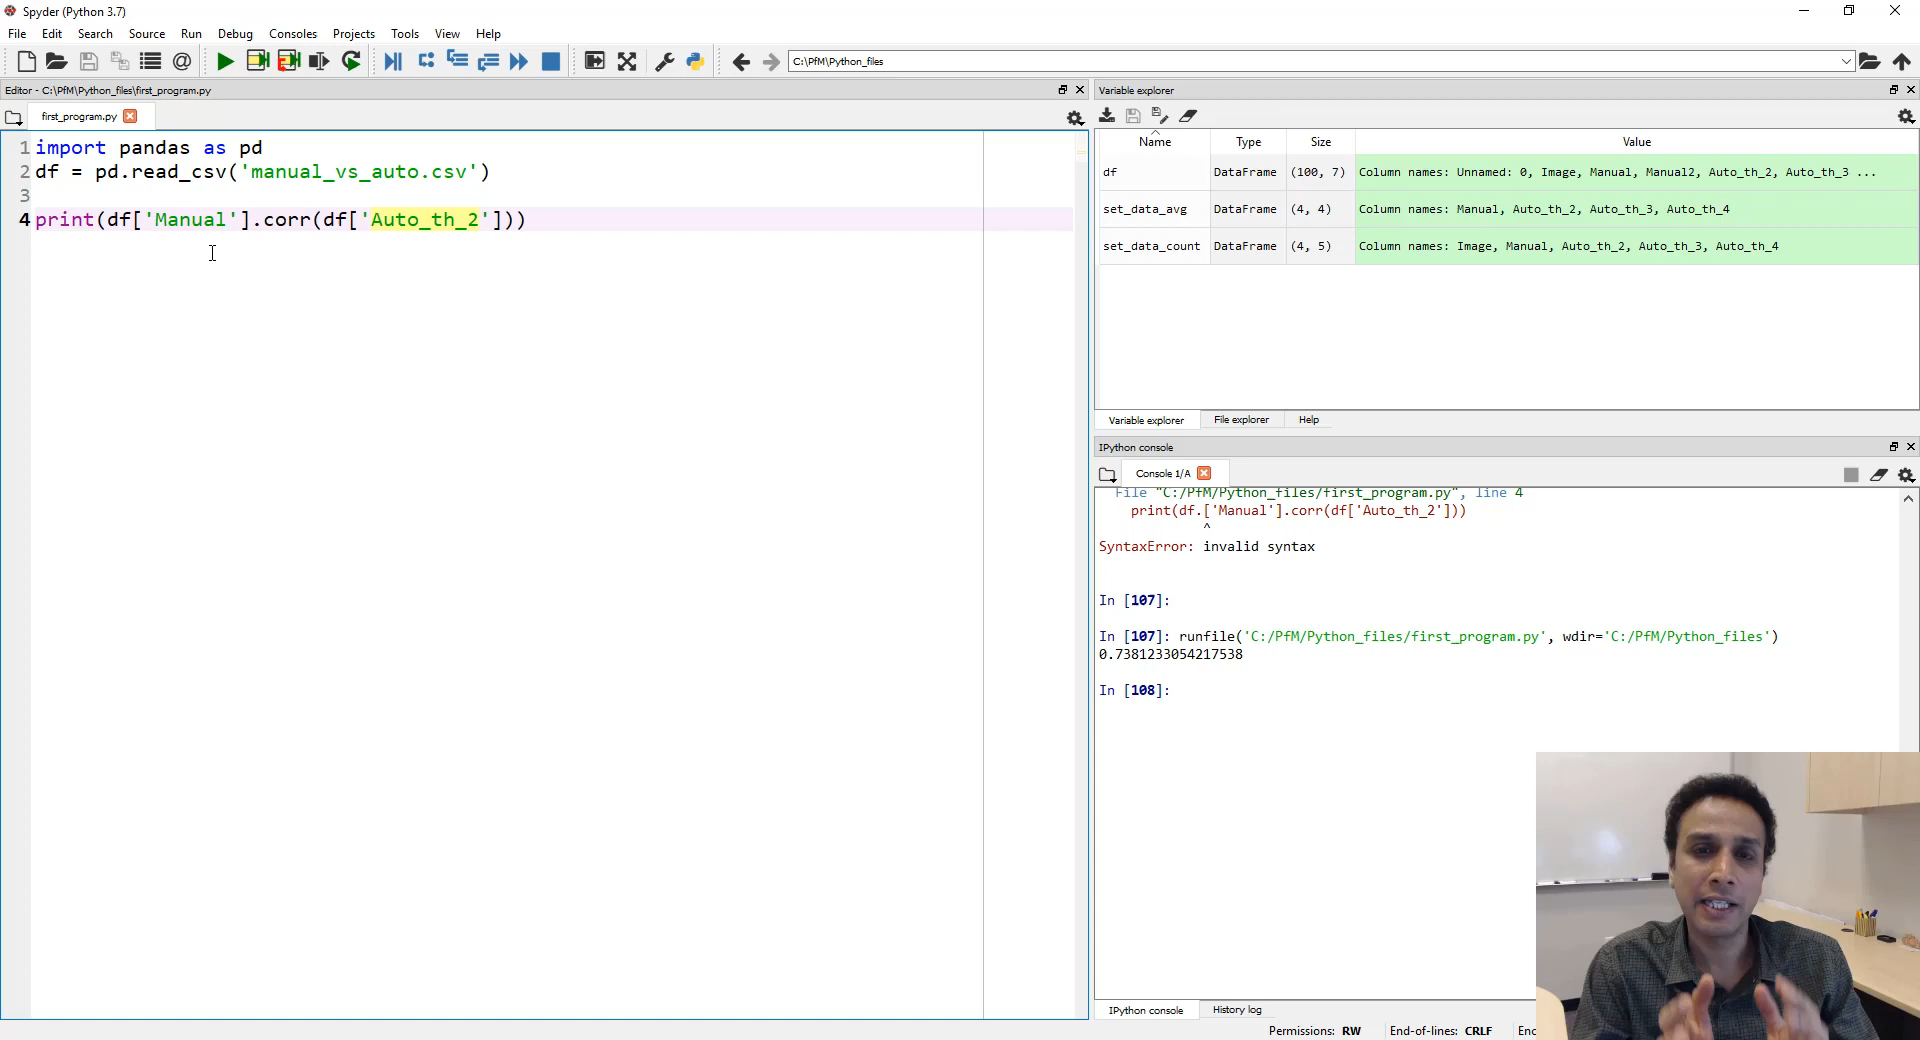 Spyder (Python 3.7)
File Edit Search Source Run Debug Consoles Projects Tools View Help
C:\PfM\Python_files
Editor - C:\PfM\Python_files\first_program.py
first_program.py
1 import pandas as pd
2 df = pd.read_csv('manual_vs_auto.csv')
3
4 print(df['Manual'].corr(df['Auto_th_2']))
Variable explorer
Name Type Size Value
df DataFrame (100, 7) Column names: Unnamed: 0, Image, Manual, Manual2, Auto_th_2, Auto_th_3 ...
set_data_avg DataFrame (4, 4) Column names: Manual, Auto_th_2, Auto_th_3, Auto_th_4
set_data_count DataFrame (4, 5) Column names: Image, Manual, Auto_th_2, Auto_th_3, Auto_th_4
Variable explorer File explorer Help
IPython console
Console 1/A
File "C:/PfM/Python_files/first_program.py", line 4
print(df.['Manual'].corr(df['Auto_th_2']))
^
SyntaxError: invalid syntax
In [107]:
In [107]: runfile('C:/PfM/Python_files/first_program.py', wdir='C:/PfM/Python_files')
0.7381233054217538
In [108]:
IPython console History log
Permissions: RW End-of-lines: CRLF Enc